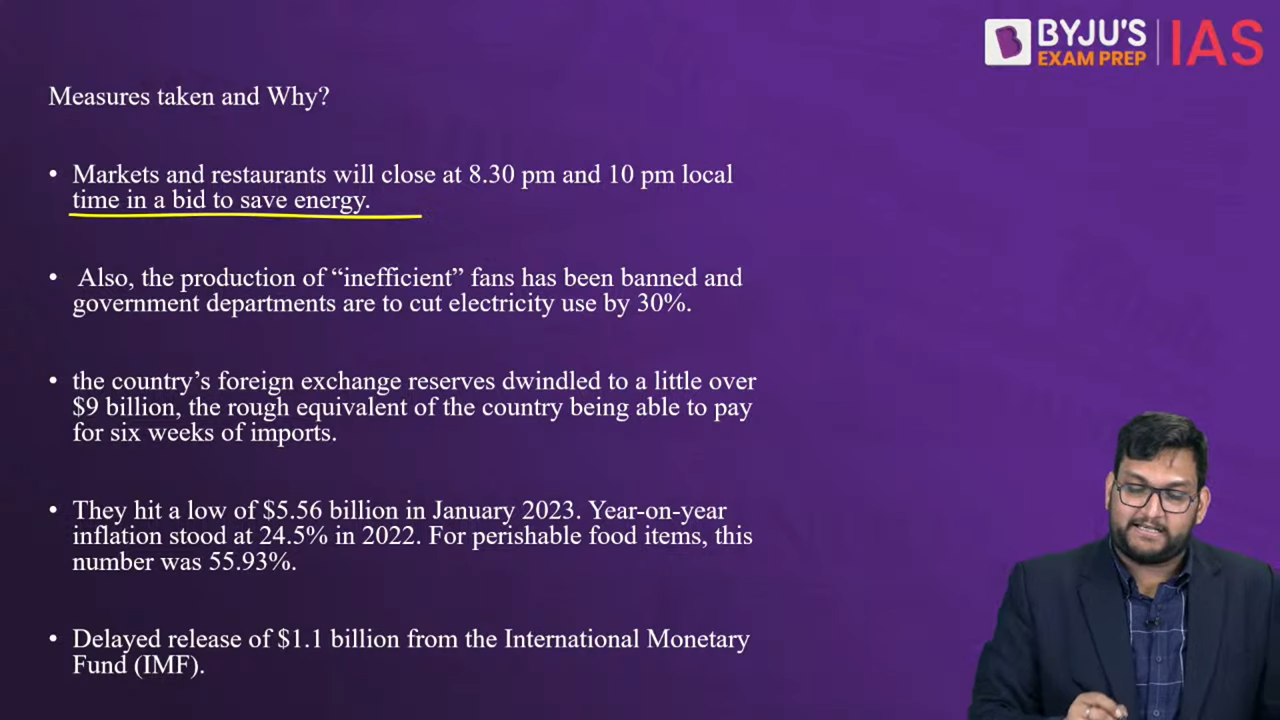 BYJU'S
EXAM PREP
IAS
Measures taken and Why?
• Markets and restaurants will close at 8.30 pm and 10 pm local
time in a bid to save energy.
• Also, the production of “inefficient” fans has been banned and
government departments are to cut electricity use by 30%.
• the country’s foreign exchange reserves dwindled to a little over
$9 billion, the rough equivalent of the country being able to pay
for six weeks of imports.
• They hit a low of $5.56 billion in January 2023. Year-on-year
inflation stood at 24.5% in 2022. For perishable food items, this
number was 55.93%.
• Delayed release of $1.1 billion from the International Monetary
Fund (IMF).